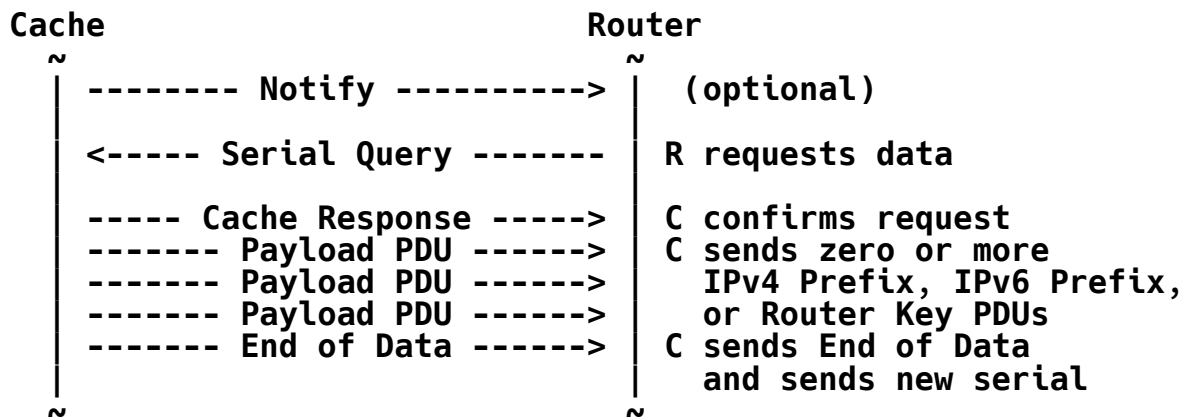 Cache                         Router
  ~                              ~
  | -------- Notify ----------> |  (optional)
  |                              |
  | <----- Serial Query ------- | R requests data
  |                              |
  | ----- Cache Response -----> | C confirms request
  | ------- Payload PDU ------> | C sends zero or more
  | ------- Payload PDU ------> |   IPv4 Prefix, IPv6 Prefix,
  | ------- Payload PDU ------> |   or Router Key PDUs
  | ------- End of Data ------> | C sends End of Data
  |                              |   and sends new serial
  ~                              ~